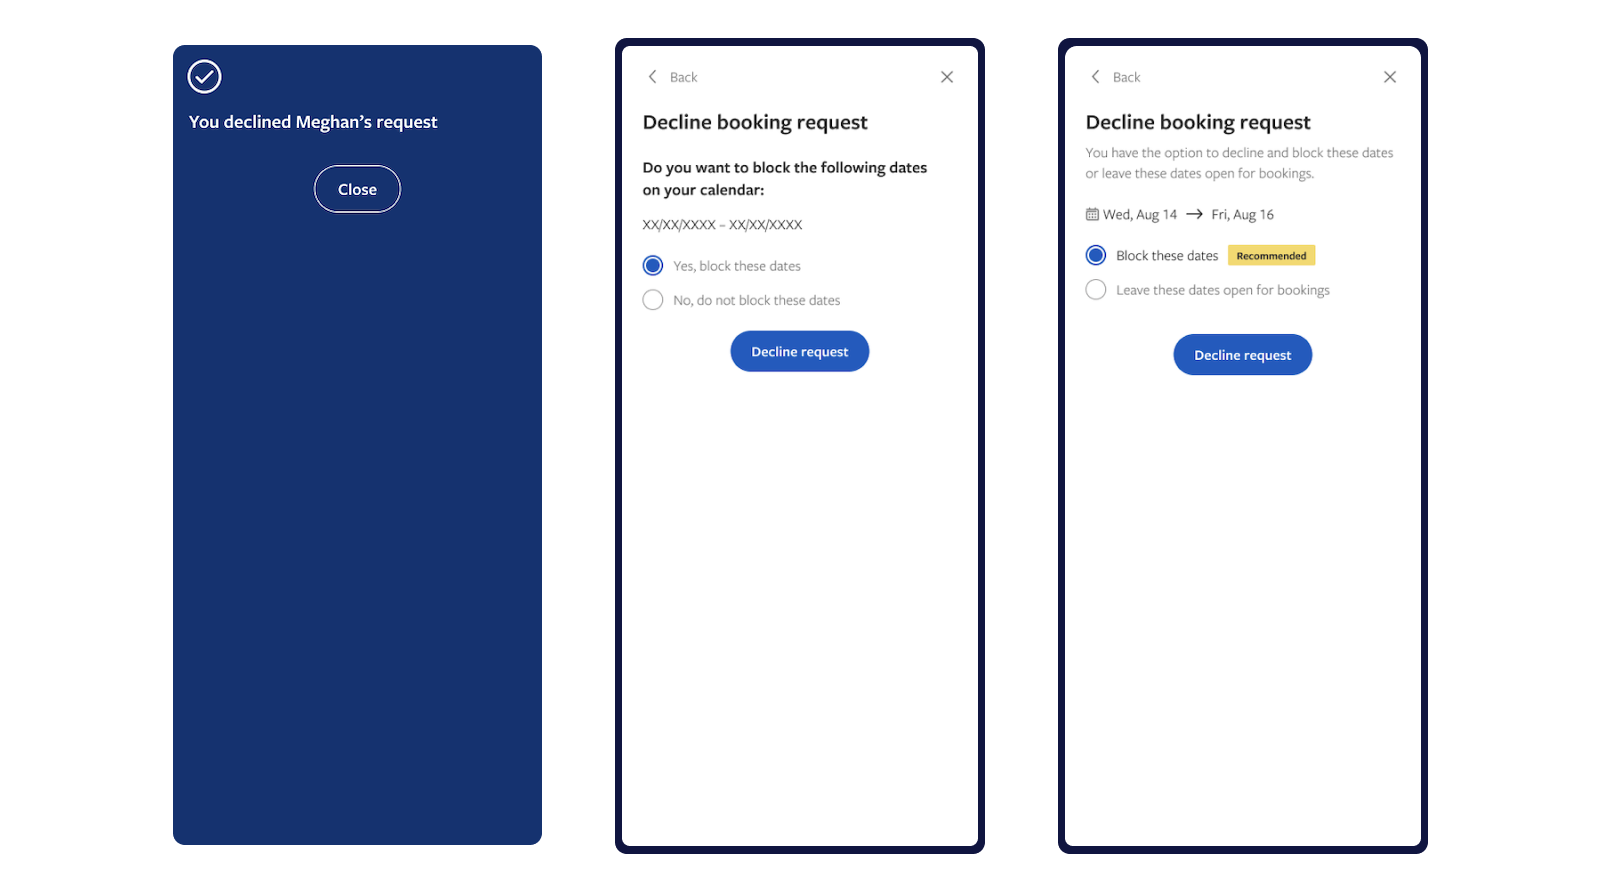 You declined Meghan’s request
Close
Back
Decline booking request
Do you want to block the following dates
on your calendar:
XX/XX/XXXX – XX/XX/XXXX
Yes, block these dates
No, do not block these dates
Decline request
Back
Decline booking request
You have the option to decline and block these dates
or leave these dates open for bookings.
Wed, Aug 14 → Fri, Aug 16
Block these dates Recommended
Leave these dates open for bookings
Decline request